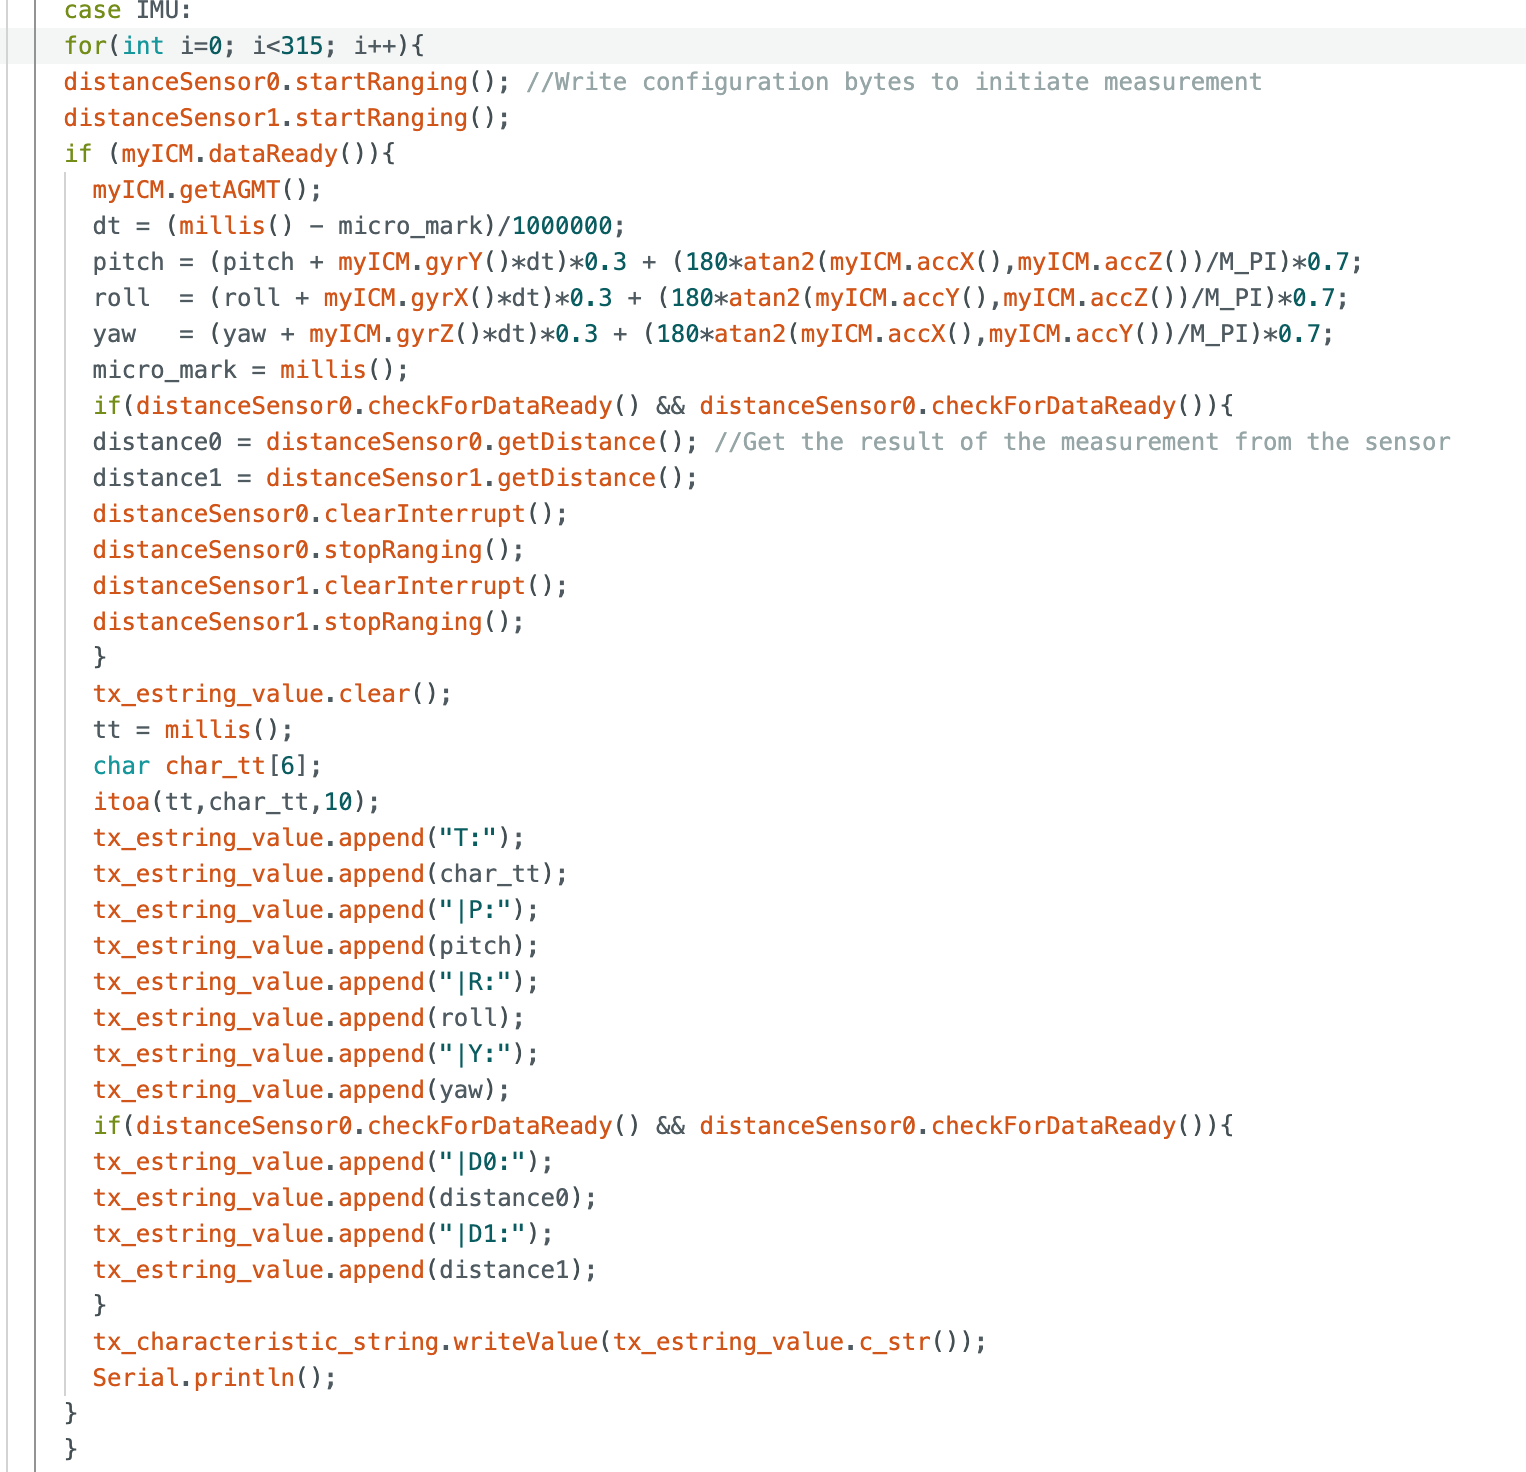 case IMU:
for(int i=0; i<315; i++){
distanceSensor0.startRanging(); //Write configuration bytes to initiate measurement
distanceSensor1.startRanging();
if (myICM.dataReady()){
  myICM.getAGMT();
  dt = (millis() - micro_mark)/1000000;
  pitch = (pitch + myICM.gyrY()*dt)*0.3 + (180*atan2(myICM.accX(),myICM.accZ())/M_PI)*0.7;
  roll  = (roll + myICM.gyrX()*dt)*0.3 + (180*atan2(myICM.accY(),myICM.accZ())/M_PI)*0.7;
  yaw   = (yaw + myICM.gyrZ()*dt)*0.3 + (180*atan2(myICM.accX(),myICM.accY())/M_PI)*0.7;
  micro_mark = millis();
  if(distanceSensor0.checkForDataReady() && distanceSensor0.checkForDataReady()){
  distance0 = distanceSensor0.getDistance(); //Get the result of the measurement from the sensor
  distance1 = distanceSensor1.getDistance();
  distanceSensor0.clearInterrupt();
  distanceSensor0.stopRanging();
  distanceSensor1.clearInterrupt();
  distanceSensor1.stopRanging();
  }
  tx_estring_value.clear();
  tt = millis();
  char char_tt[6];
  itoa(tt,char_tt,10);
  tx_estring_value.append("T:");
  tx_estring_value.append(char_tt);
  tx_estring_value.append("|P:");
  tx_estring_value.append(pitch);
  tx_estring_value.append("|R:");
  tx_estring_value.append(roll);
  tx_estring_value.append("|Y:");
  tx_estring_value.append(yaw);
  if(distanceSensor0.checkForDataReady() && distanceSensor0.checkForDataReady()){
  tx_estring_value.append("|D0:");
  tx_estring_value.append(distance0);
  tx_estring_value.append("|D1:");
  tx_estring_value.append(distance1);
  }
  tx_characteristic_string.writeValue(tx_estring_value.c_str());
  Serial.println();
}
}